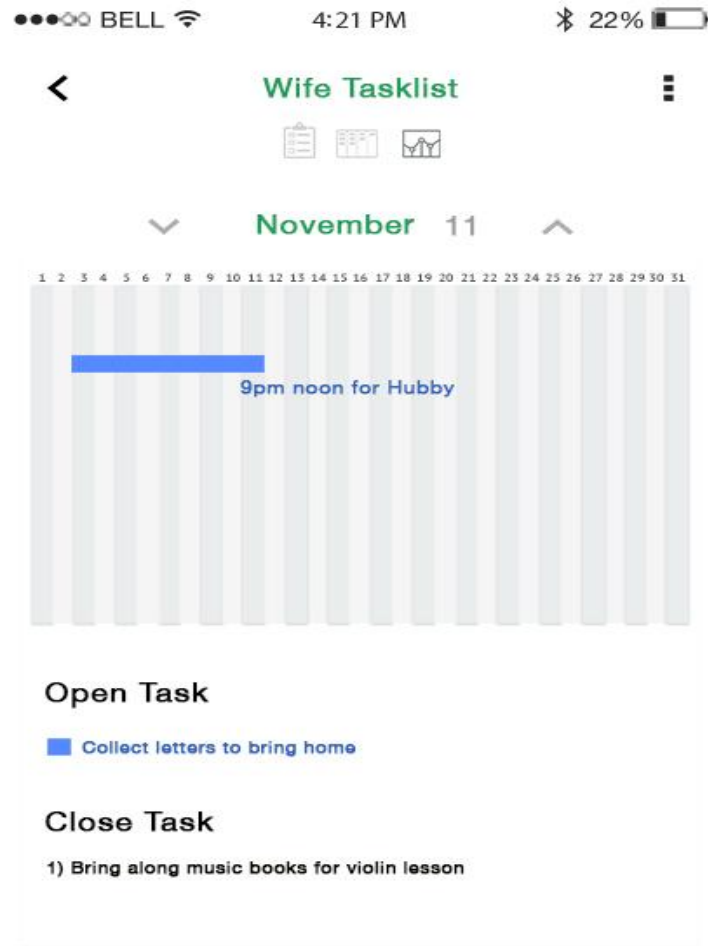 BELL 4:21 PM 22%
Wife Tasklist
November 11
1 2 3 4 5 6 7 8 9 10 11 12 13 14 15 16 17 18 19 20 21 22 23 24 25 26 27 28 29 30 31
9pm noon for Hubby
Open Task
Collect letters to bring home
Close Task
1) Bring along music books for violin lesson